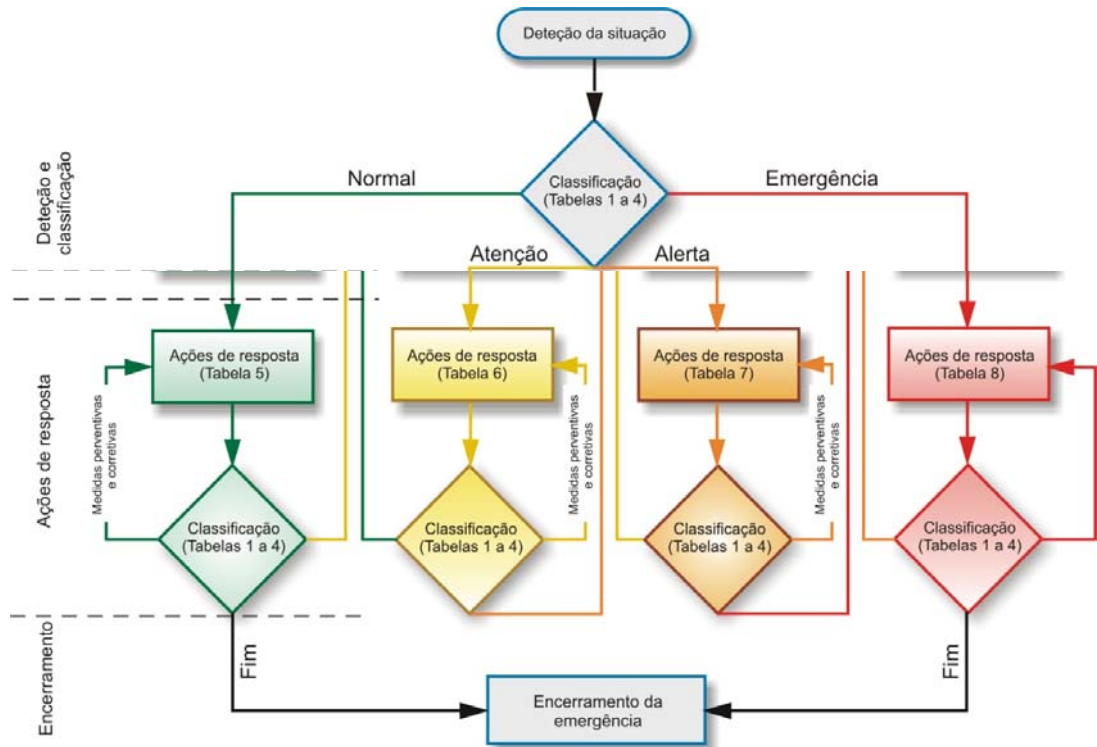 Deteção da situação
Deteção e
classificação
Normal
Classificação
(Tabelas 1 a 4)
Emergência
Atenção
Alerta
Ações de resposta
Ações de resposta
(Tabela 5)
Medidas perventivas
e corretivas
Classificação
(Tabelas 1 a 4)
Ações de resposta
(Tabela 6)
Medidas perventivas
e corretivas
Classificação
(Tabelas 1 a 4)
Ações de resposta
(Tabela 7)
Medidas perventivas
e corretivas
Classificação
(Tabelas 1 a 4)
Ações de resposta
(Tabela 8)
Classificação
(Tabelas 1 a 4)
Encerramento
Fim
Encerramento da
emergência
Fim